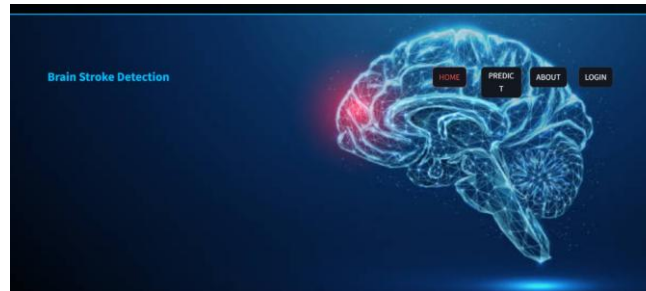 Brain Stroke Detection
HOME
PREDIC
T
ABOUT
LOGIN